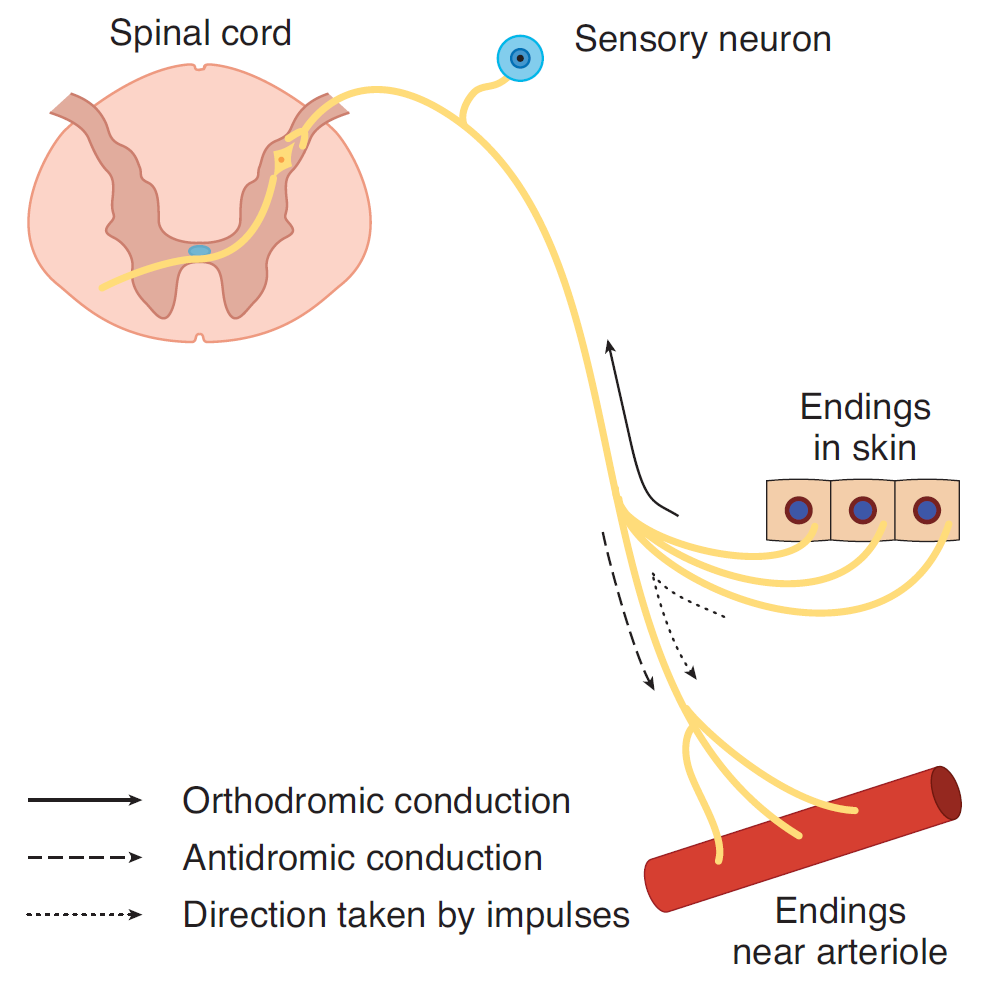 Spinal cord
Sensory neuron
Endings
in skin
Orthodromic conduction
Antidromic conduction
Direction taken by impulses
Endings
near arteriole